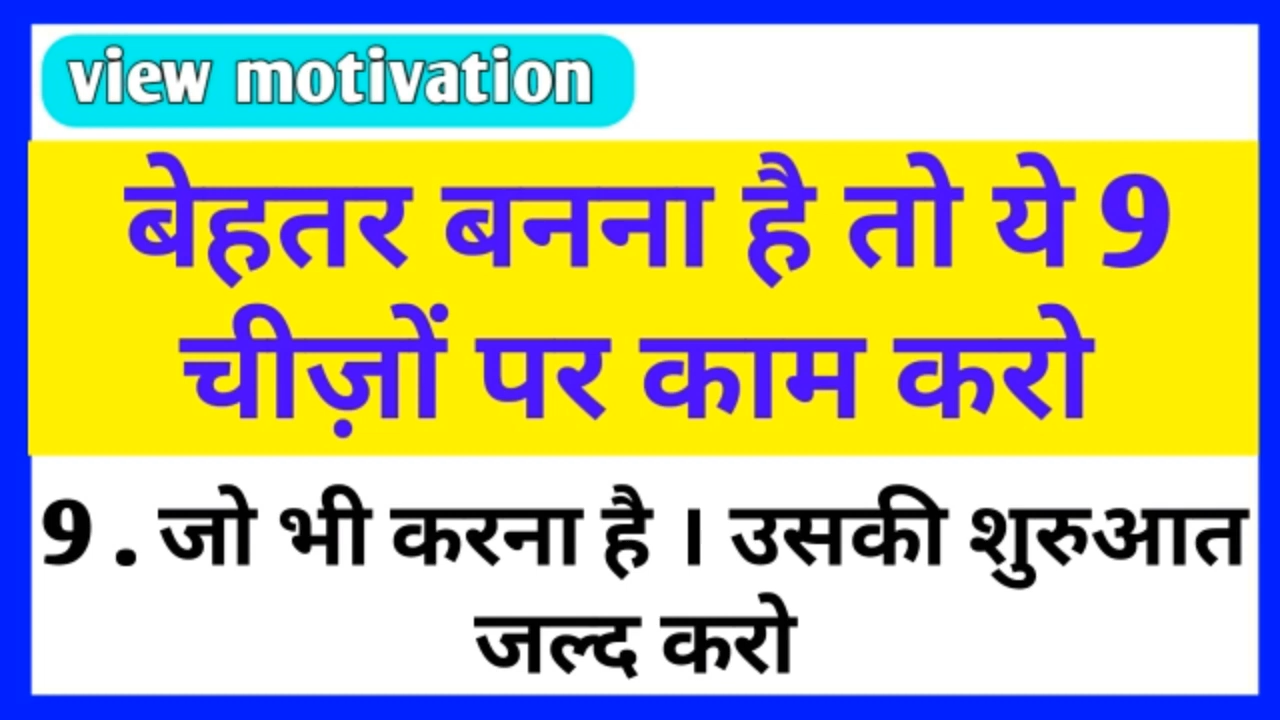 view motivation
बेहतर बनना है तो ये 9
चीज़ों पर काम करो
9 . जो भी करना है । उसकी शुरुआत
जल्द करो